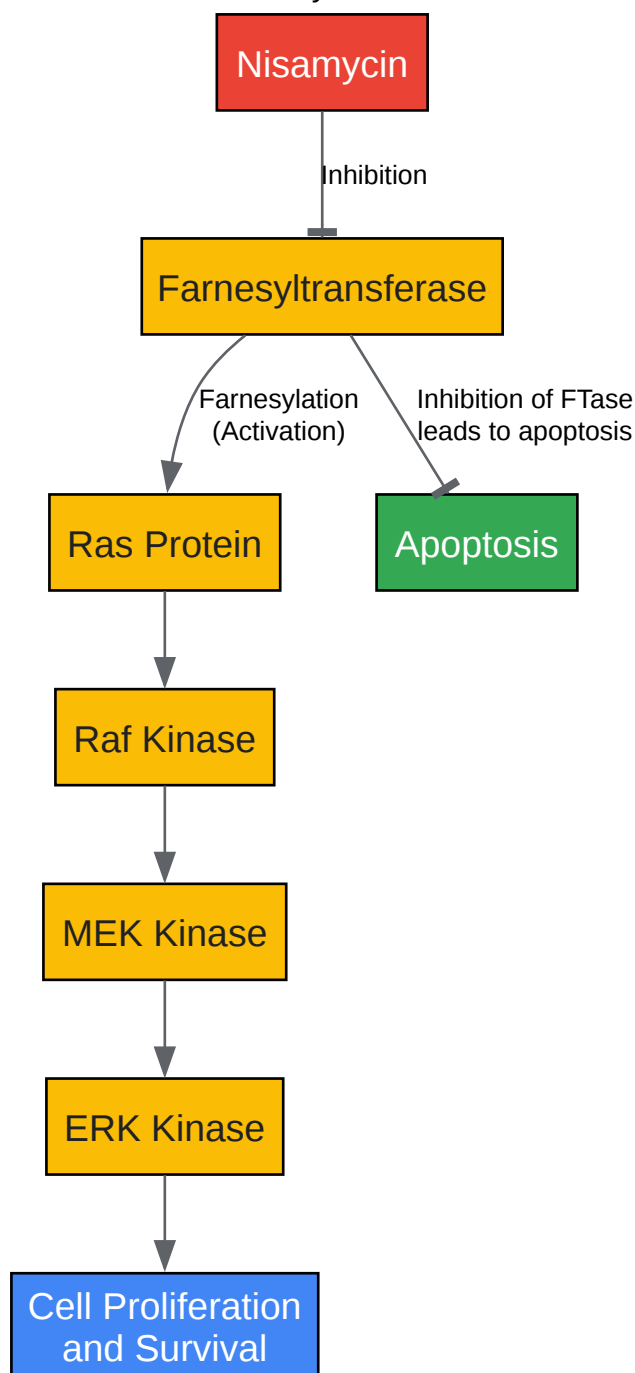 Nisamycin
Inhibition
Farnesyltransferase
Farnesylation
(Activation)
Inhibition of FTase
leads to apoptosis
Ras Protein
Apoptosis
Raf Kinase
MEK Kinase
ERK Kinase
Cell Proliferation
and Survival